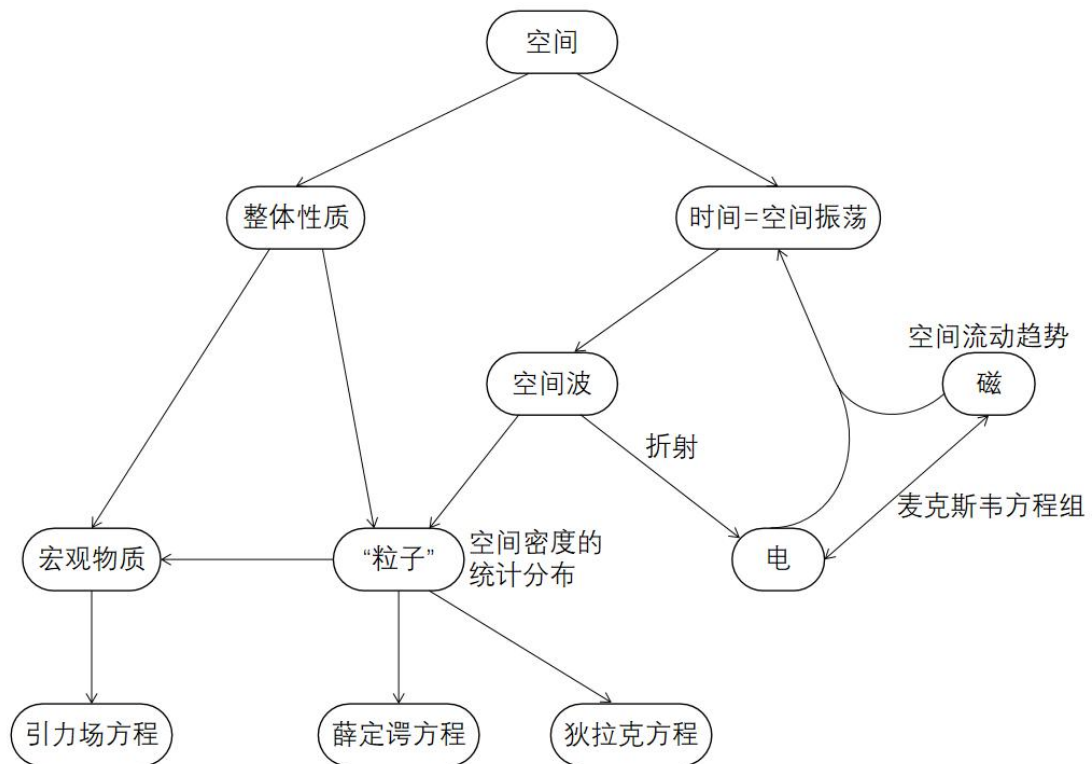 空间
整体性质
时间=空间振荡
空间流动趋势
空间波
磁
折射
麦克斯韦方程组
宏观物质
“粒子”
空间密度的
统计分布
电
引力场方程
薛定谔方程
狄拉克方程